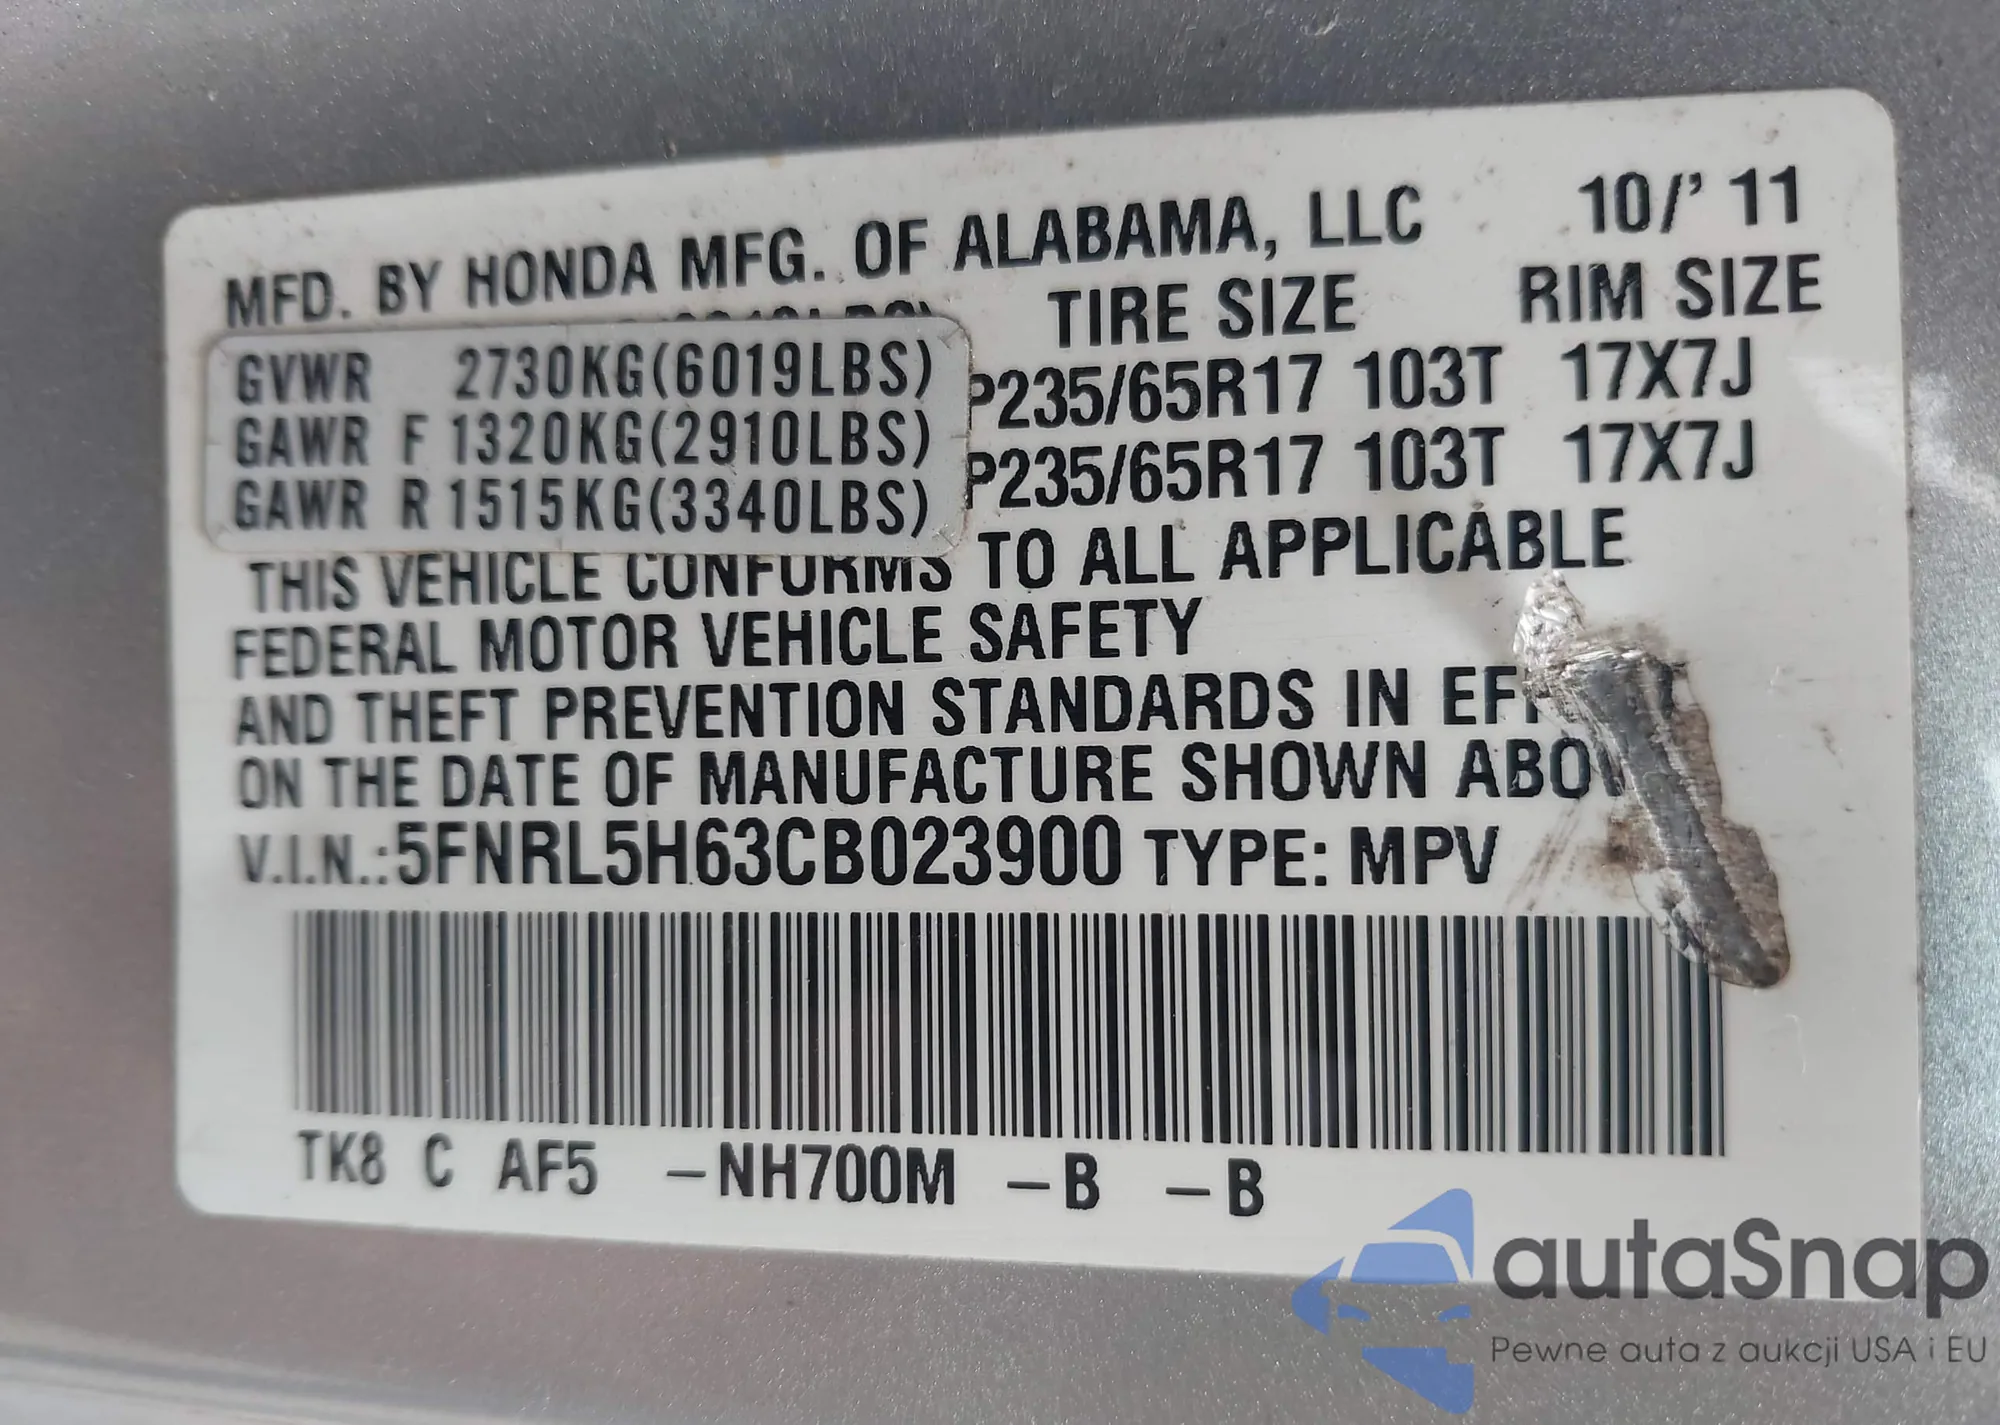 MFD. BY HONDA MFG. OF ALABAMA, LLC 10/' 11
TIRE SIZE RIM SIZE
GVWR 2730KG(6019LBS)
P235/65R17 103T 17X7J
GAWR F 1320KG(2910LBS)
P235/65R17 103T 17X7J
GAWR R 1515KG(3340LBS)
THIS VEHICLE CONFORMS TO ALL APPLICABLE
FEDERAL MOTOR VEHICLE SAFETY
AND THEFT PREVENTION STANDARDS IN
ON THE DATE OF MANUFACTURE SHOWN
V.I.N.:5FNRL5H63CB023900 TYPE: MPV
TK8 C AF5 –NH700M –B –B
autaSnap
Pewne auta z aukcji USA i EU